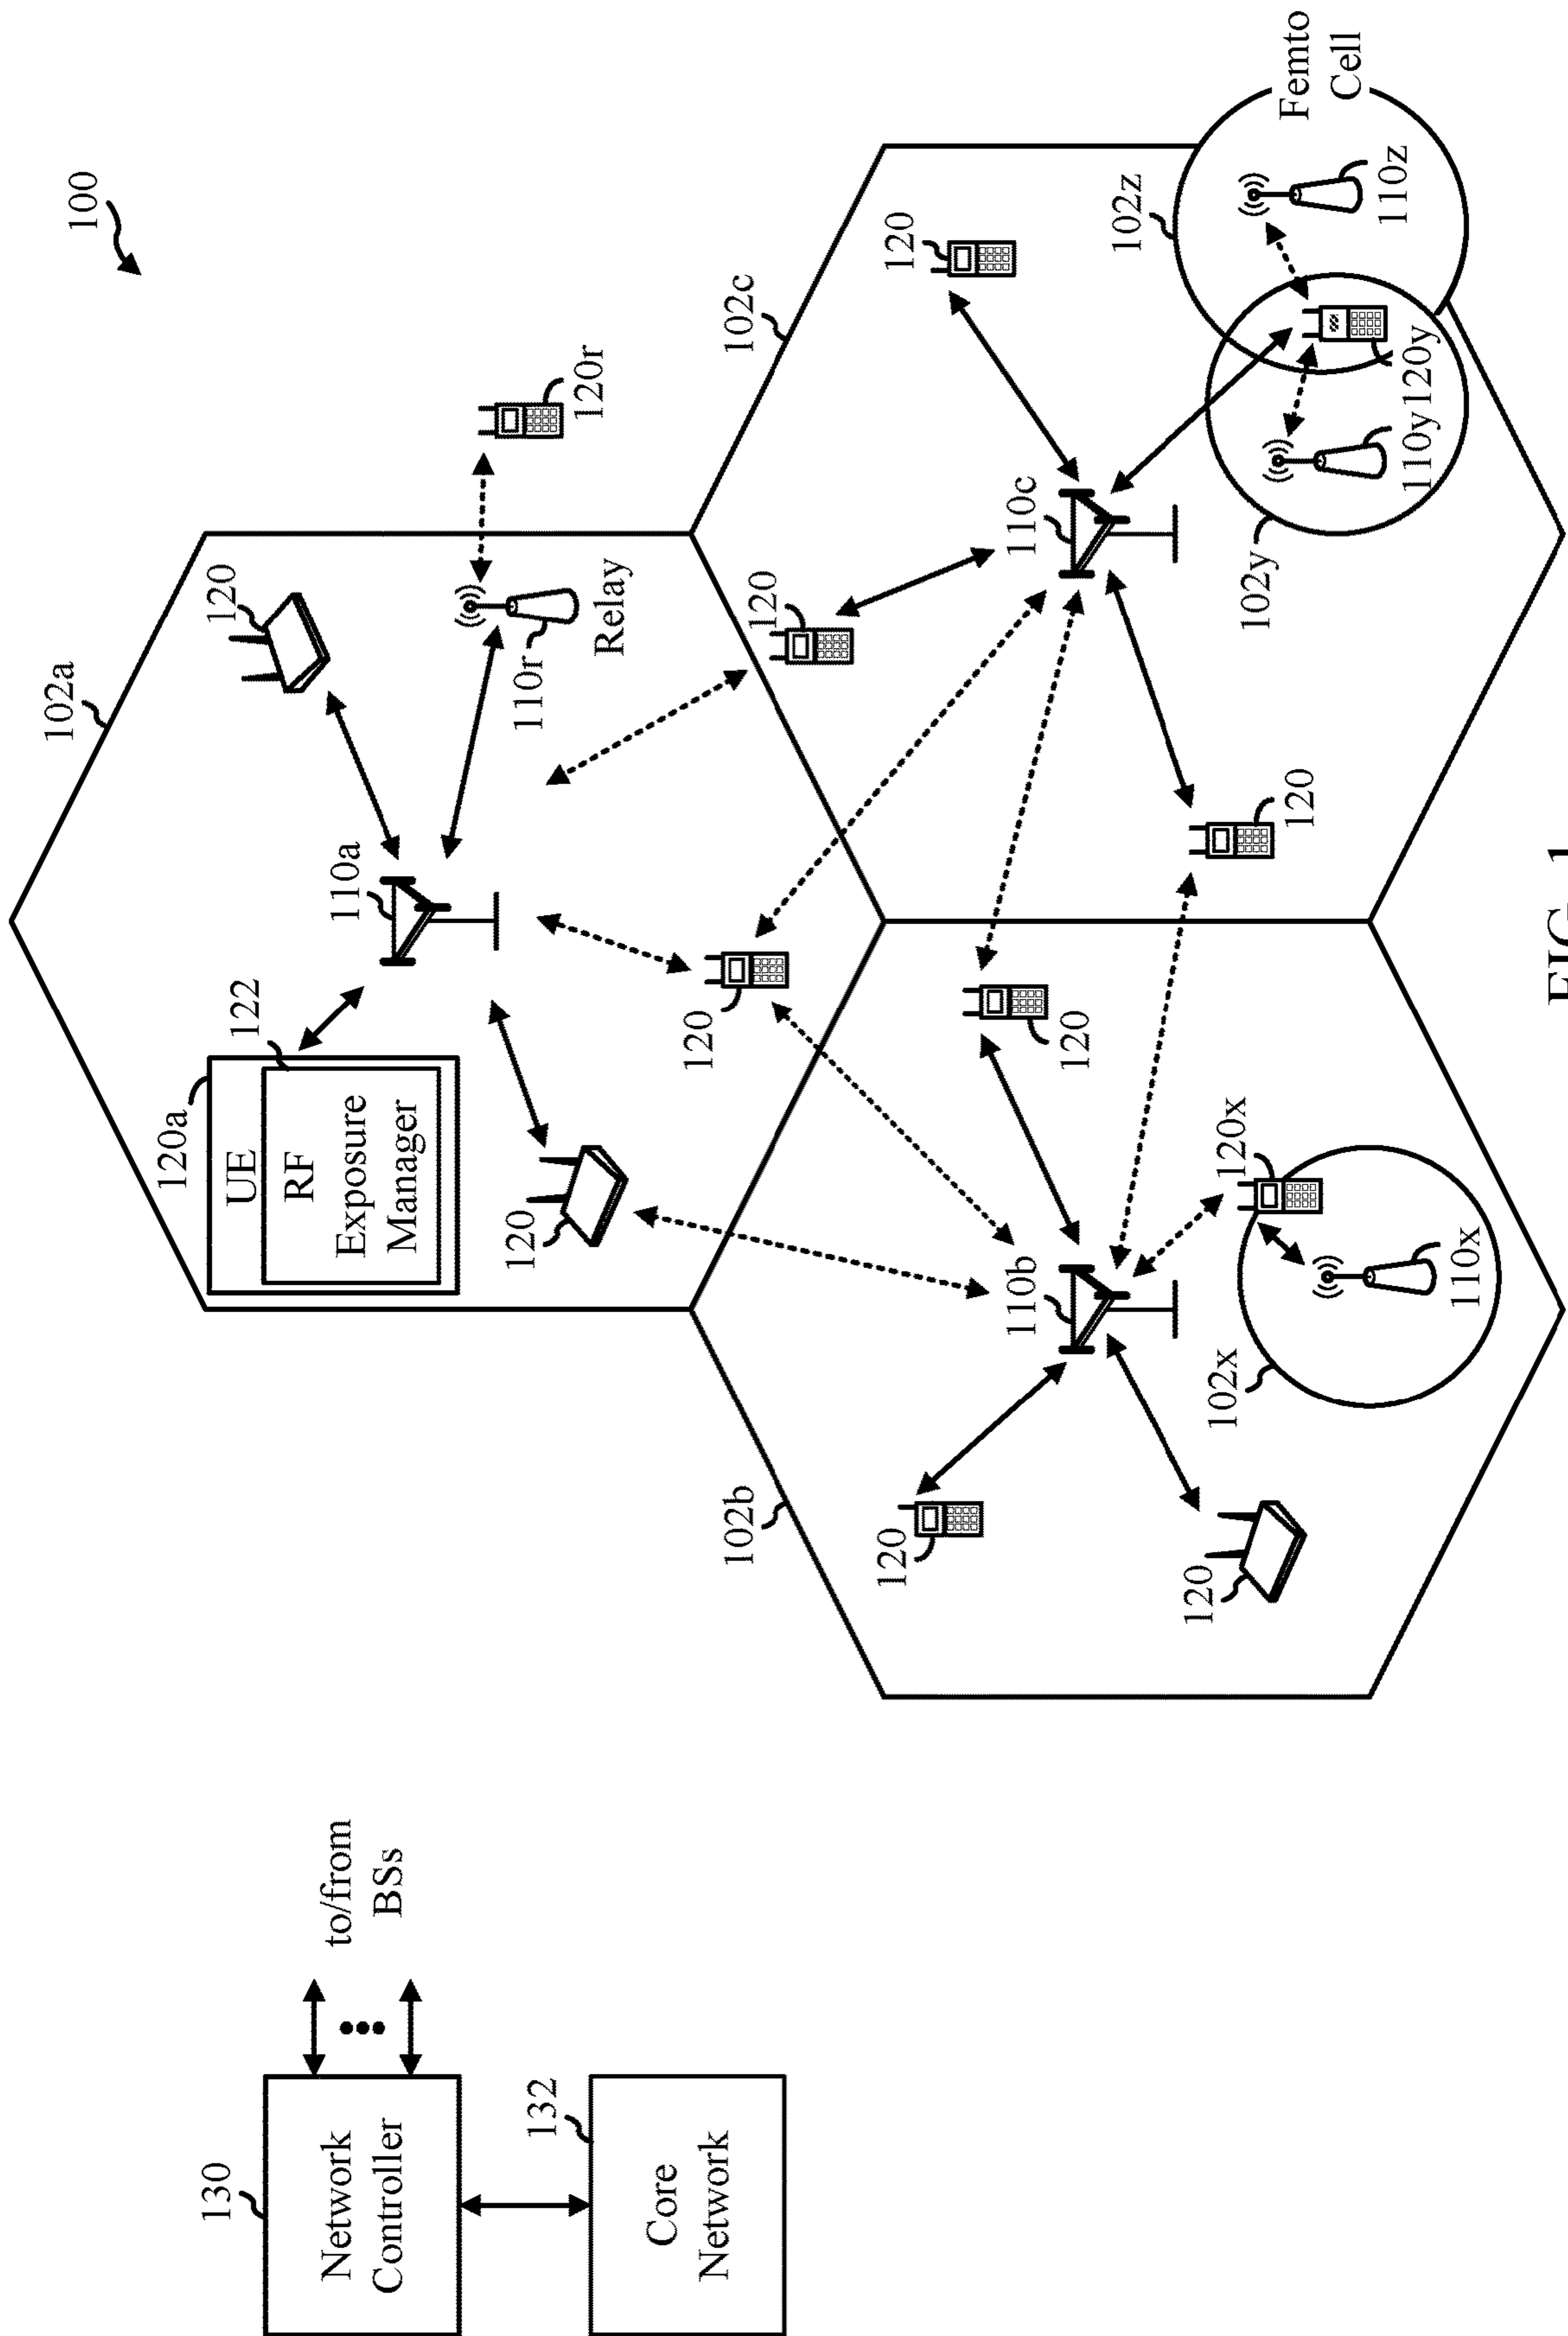 100
130
Network
Controller
132
Core
Network
to/from
BSs
102a
120a
UE
122
RF
Exposure
Manager
110a
120
120
110r
Relay
120r
120
102b
110b
120
120
120
120x
102x
110x
102c
110c
120
120
120
102y
110y
120y
102z
110z
Femto
Cell
FIG. 1